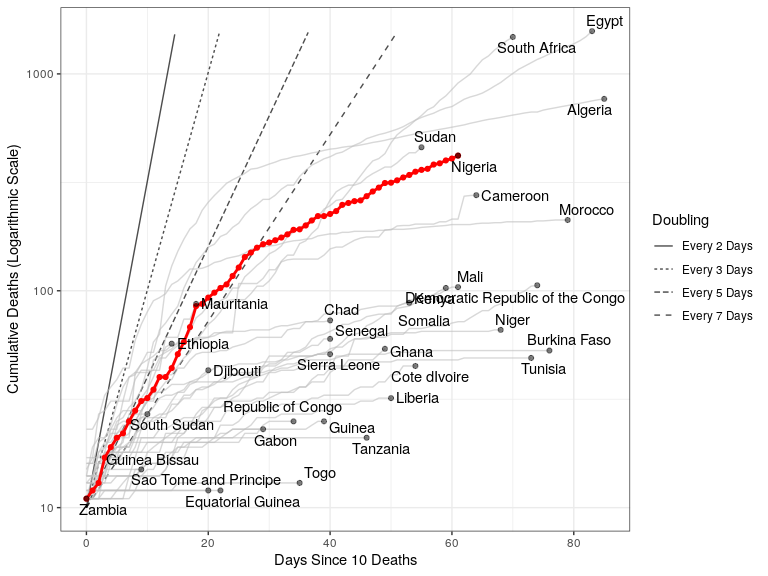 Egypt
South Africa
1000
Algeria
Sudan
Nigeria
Cameroon
Morocco
Doubling
Every 2 Days
Every 3 Days
Every 5 Days
Every 7 Days
Cumulative Deaths (Logarithmic Scale)
Mali
100
Kenya
Democratic Republic of the Congo
Mauritania
Chad
Somalia
Niger
Senegal
Ethiopia
Ghana
Burkina Faso
Sierra Leone
Tunisia
Djibouti
Cote dIvoire
Liberia
Republic of Congo
South Sudan
Guinea
Gabon
Tanzania
Guinea Bissau
Togo
Sao Tome and Principe
Equatorial Guinea
10
Zambia
0
20
40
60
80
Days Since 10 Deaths